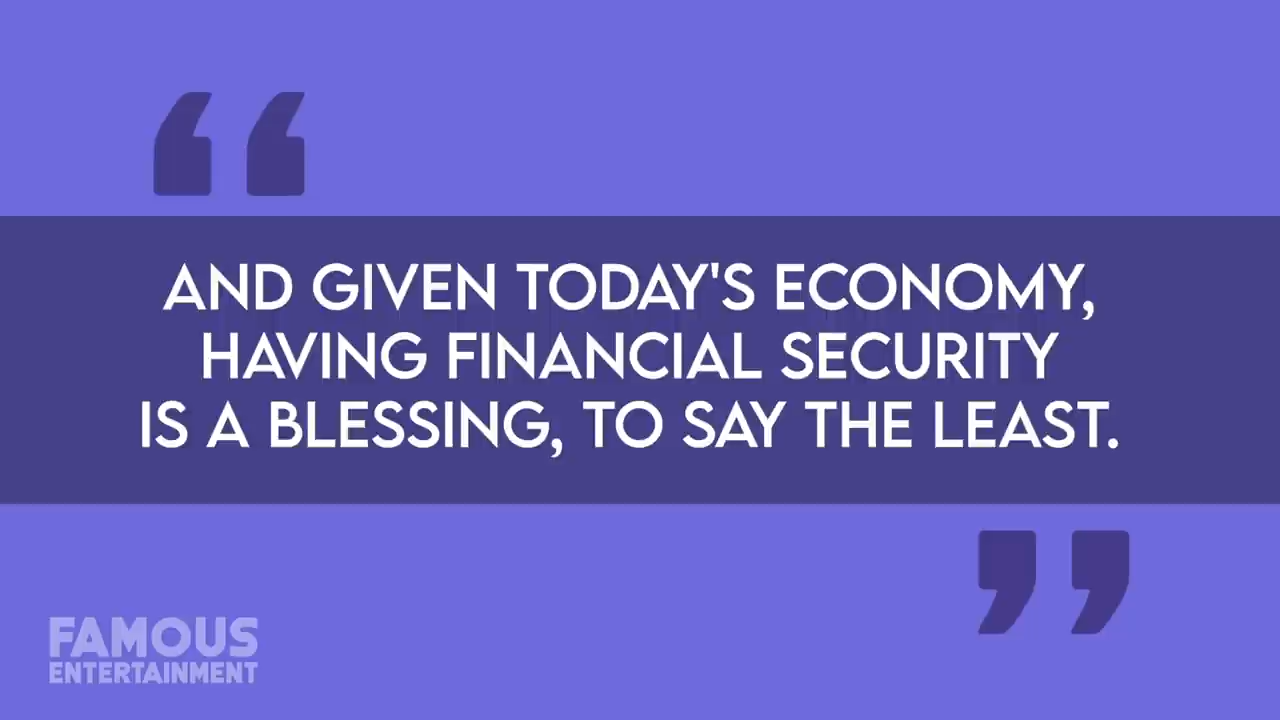 AND GIVEN TODAY'S ECONOMY,
HAVING FINANCIAL SECURITY
IS A BLESSING, TO SAY THE LEAST.
FAMOUS
ENTERTAINMENT